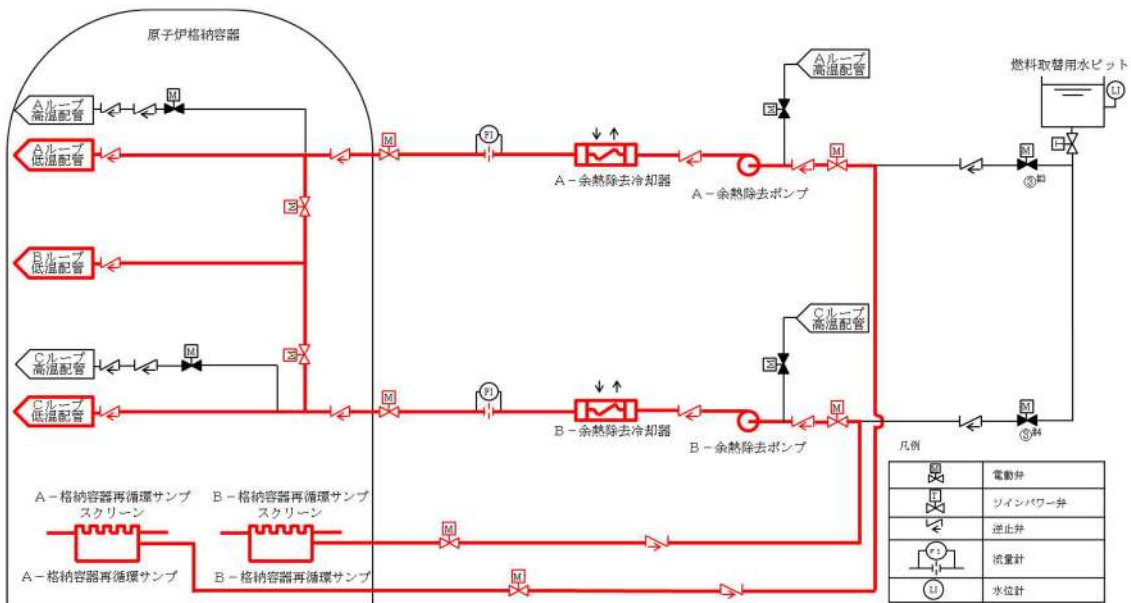 原子炉格納容器
Aループ
高温配管
燃料取替用水ピット
LI
Aループ
高温配管
M
M
Aループ
低温配管
M
FI
M
M
A-余熱除去冷却器
A-余熱除去ポンプ
M
Bループ
低温配管
Cループ
高温配管
M
Cループ
高温配管
M
M
Cループ
低温配管
M
FI
M
M
B-余熱除去冷却器
B-余熱除去ポンプ
凡例
M
電動弁
T
ツインパワー弁
逆止弁
FI
流量計
LI
水位計
A-格納容器再循環サンプ
スクリーン
B-格納容器再循環サンプ
スクリーン
M
A-格納容器再循環サンプ
B-格納容器再循環サンプ
M